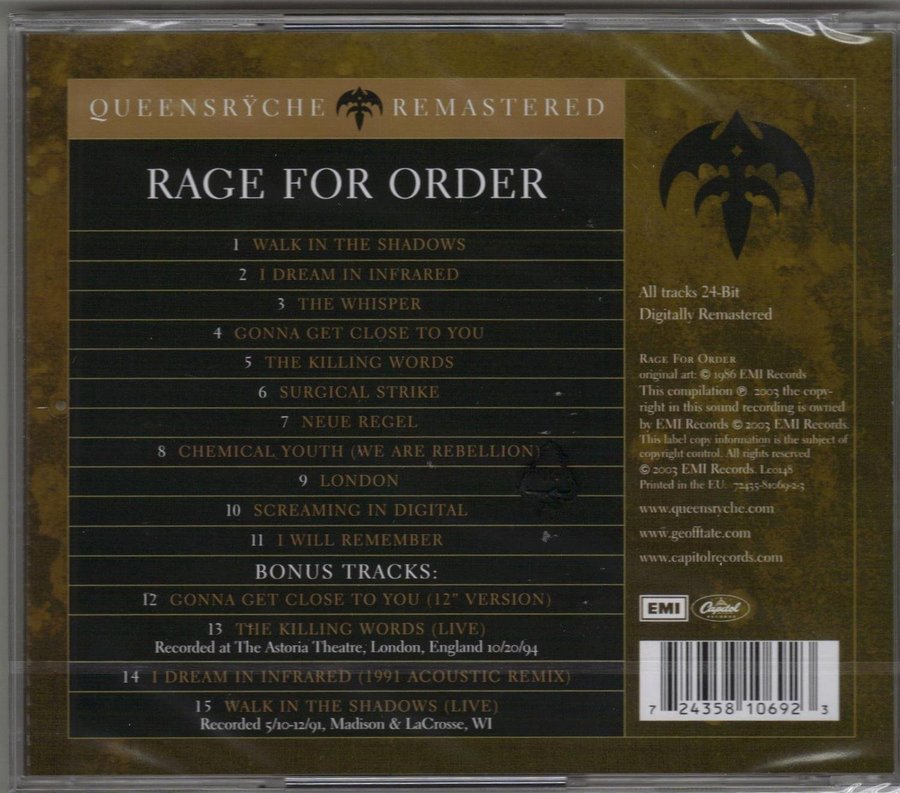 QUEENSRŸCHE REMASTERED
RAGE FOR ORDER
1 WALK IN THE SHADOWS
2 I DREAM IN INFRARED
3 THE WHISPER
4 GONNA GET CLOSE TO YOU
5 THE KILLING WORDS
6 SURGICAL STRIKE
7 NEUE REGEL
8 CHEMICAL YOUTH (WE ARE REBELLION)
9 LONDON
10 SCREAMING IN DIGITAL
11 I WILL REMEMBER
BONUS TRACKS:
12 GONNA GET CLOSE TO YOU (12" VERSION)
13 THE KILLING WORDS (LIVE)
Recorded at The Astoria Theatre, London, England 10/20/94
14 I DREAM IN INFRARED (1991 ACOUSTIC REMIX)
15 WALK IN THE SHADOWS (LIVE)
Recorded 5/10-12/91, Madison & LaCrosse, WI
All tracks 24-Bit
Digitally Remastered
RAGE FOR ORDER
original art: © 1986 EMI Records
This compilation ℗ 2003 the copy-
right in this sound recording is owned
by EMI Records © 2003 EMI Records.
This label copy information is the subject of
copyright control. All rights reserved
© 2003 EMI Records. LC0148
Printed in the E.U. 72435-81069-2-3
www.queensryche.com
www.geofftate.com
www.capitolrecords.com
EMI Capitol RECORDS
7 24358 10692 3